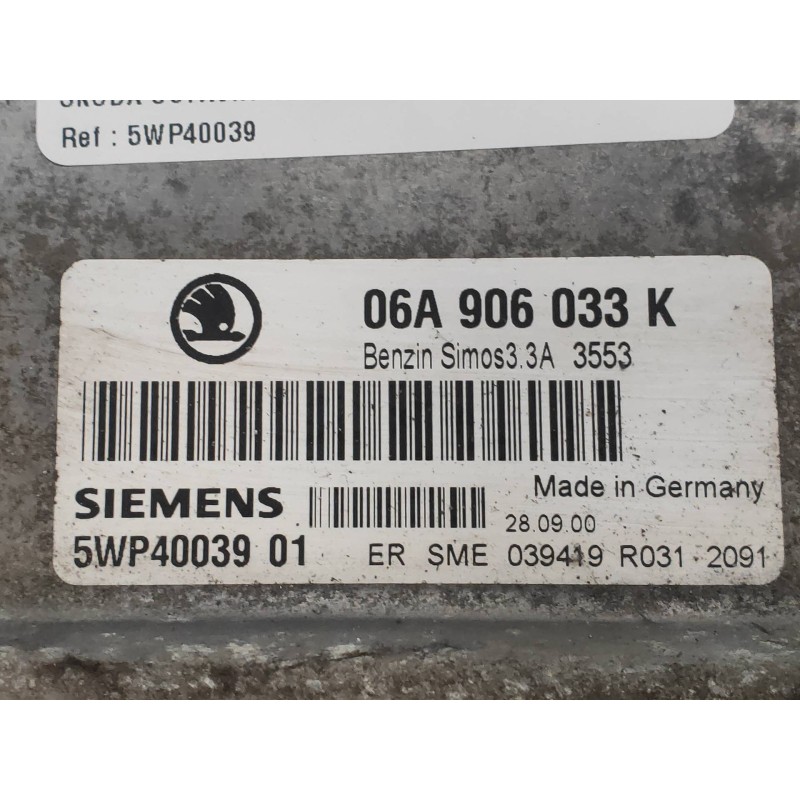 Ref : 5WP40039
06A 906 033 K
Benzin Simos3.3A 3553
SIEMENS
Made in Germany
28.09.00
5WP40039 01
ER SME 039419 R031 2091